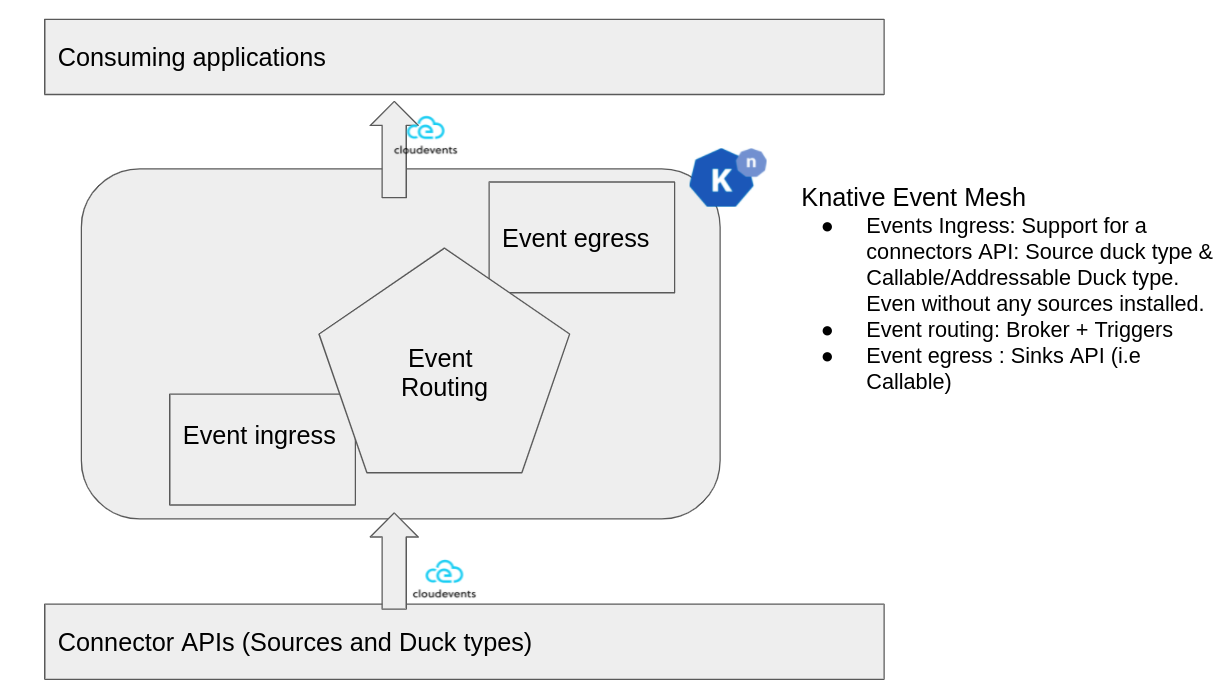 Consuming applications
cloudevents
K n
Event egress
Knative Event Mesh
● Events Ingress: Support for a
connectors API: Source duck type &
Callable/Addressable Duck type.
Even without any sources installed.
● Event routing: Broker + Triggers
● Event egress : Sinks API (i.e
Callable)
Event
Routing
Event ingress
cloudevents
Connector APIs (Sources and Duck types)